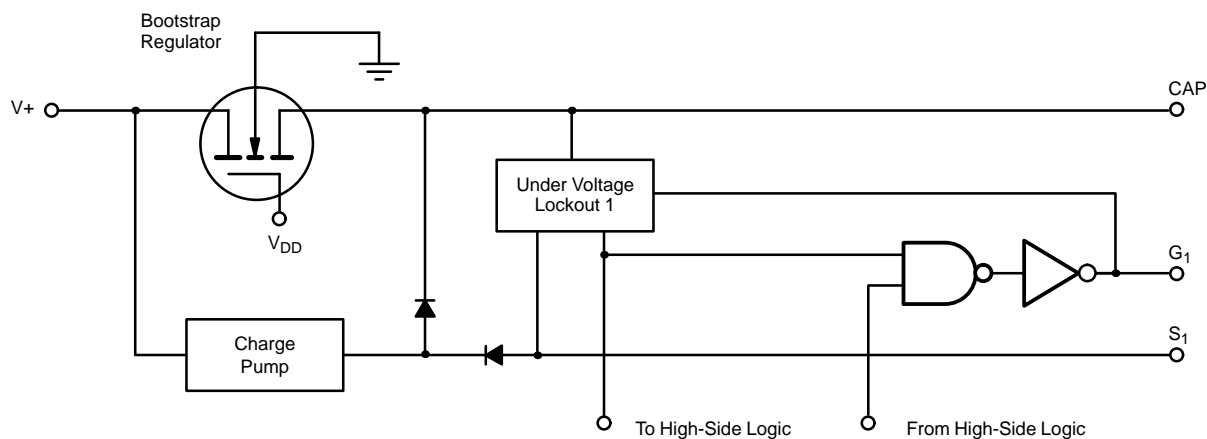 Bootstrap
Regulator
V+
CAP
Under Voltage
Lockout 1
VDD
G1
Charge
Pump
S1
To High-Side Logic
From High-Side Logic